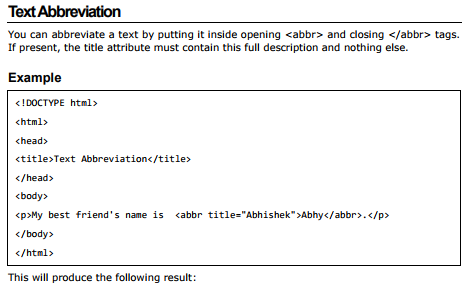 Text Abbreviation
You can abbreviate a text by putting it inside opening <abbr> and closing </abbr> tags.
If present, the title attribute must contain this full description and nothing else.
Example
<!DOCTYPE html>
<html>
<head>
<title>Text Abbreviation</title>
</head>
<body>
<p>My best friend's name is  <abbr title="Abhishek">Abhy</abbr>.</p>
</body>
</html>
This will produce the following result: